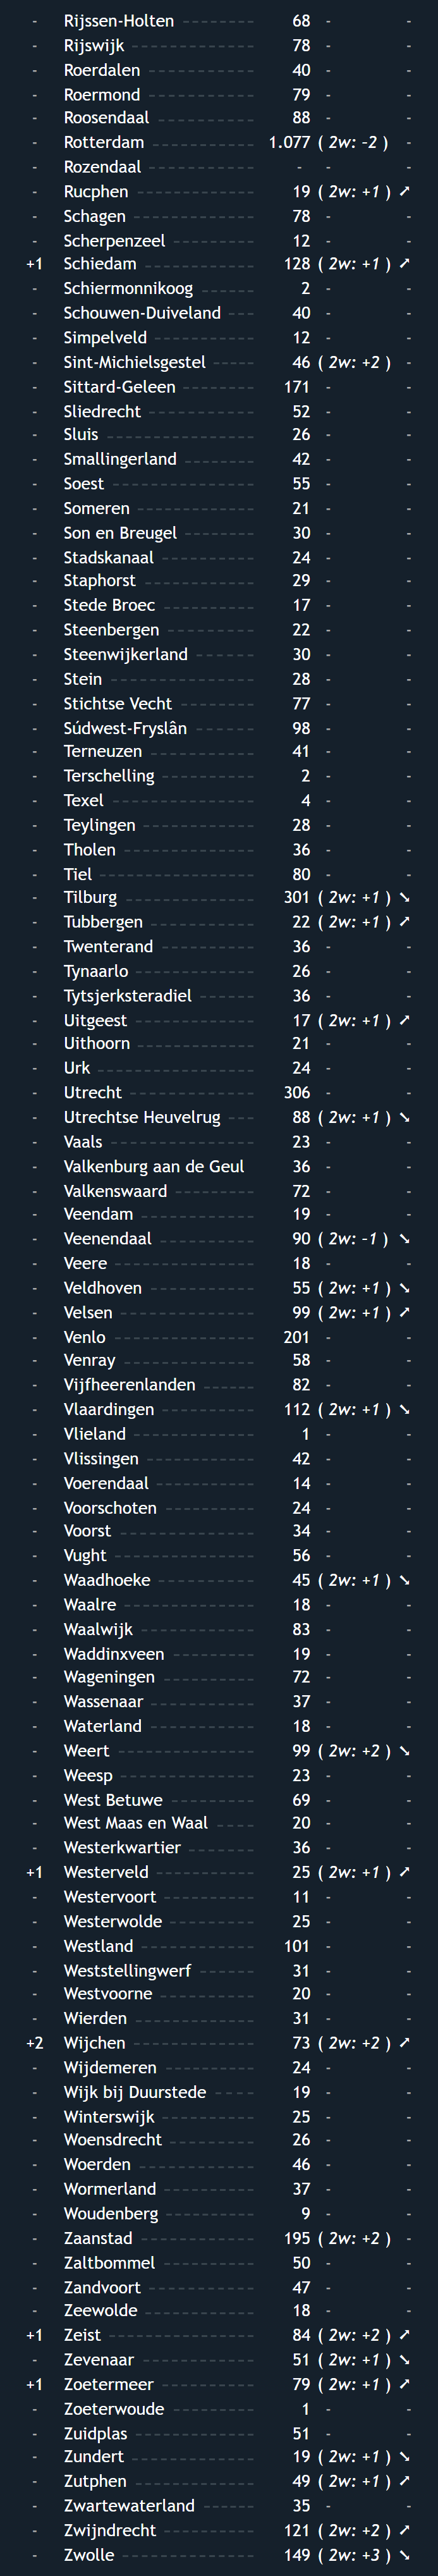 - Rijssen-Holten 68 - -
- Rijswijk 78 - -
- Roerdalen 40 - -
- Roermond 79 - -
- Roosendaal 88 - -
- Rotterdam 1.077 ( 2w: -2 ) -
- Rozendaal - - -
- Rucphen 19 ( 2w: +1 ) ➚
- Schagen 78 - -
- Scherpenzeel 12 - -
+1 Schiedam 128 ( 2w: +1 ) ➚
- Schiermonnikoog 2 - -
- Schouwen-Duiveland 40 - -
- Simpelveld 12 - -
- Sint-Michielsgestel 46 ( 2w: +2 ) -
- Sittard-Geleen 171 - -
- Sliedrecht 52 - -
- Sluis 26 - -
- Smallingerland 42 - -
- Soest 55 - -
- Someren 21 - -
- Son en Breugel 30 - -
- Stadskanaal 24 - -
- Staphorst 29 - -
- Stede Broec 17 - -
- Steenbergen 22 - -
- Steenwijkerland 30 - -
- Stein 28 - -
- Stichtse Vecht 77 - -
- Súdwest-Fryslân 98 - -
- Terneuzen 41 - -
- Terschelling 2 - -
- Texel 4 - -
- Teylingen 28 - -
- Tholen 36 - -
- Tiel 80 - -
- Tilburg 301 ( 2w: +1 ) ➘
- Tubbergen 22 ( 2w: +1 ) ➚
- Twenterand 36 - -
- Tynaarlo 26 - -
- Tytsjerksteradiel 36 - -
- Uitgeest 17 ( 2w: +1 ) ➚
- Uithoorn 21 - -
- Urk 24 - -
- Utrecht 306 - -
- Utrechtse Heuvelrug 88 ( 2w: +1 ) ➘
- Vaals 23 - -
- Valkenburg aan de Geul 36 - -
- Valkenswaard 72 - -
- Veendam 19 - -
- Veenendaal 90 ( 2w: -1 ) ➘
- Veere 18 - -
- Veldhoven 55 ( 2w: +1 ) ➘
- Velsen 99 ( 2w: +1 ) ➚
- Venlo 201 - -
- Venray 58 - -
- Vijfheerenlanden 82 - -
- Vlaardingen 112 ( 2w: +1 ) ➘
- Vlieland 1 - -
- Vlissingen 42 - -
- Voerendaal 14 - -
- Voorschoten 24 - -
- Voorst 34 - -
- Vught 56 - -
- Waadhoeke 45 ( 2w: +1 ) ➘
- Waalre 18 - -
- Waalwijk 83 - -
- Waddinxveen 19 - -
- Wageningen 72 - -
- Wassenaar 37 - -
- Waterland 18 - -
- Weert 99 ( 2w: +2 ) ➘
- Weesp 23 - -
- West Betuwe 69 - -
- West Maas en Waal 20 - -
- Westerkwartier 36 - -
+1 Westerveld 25 ( 2w: +1 ) ➚
- Westervoort 11 - -
- Westerwolde 25 - -
- Westland 101 - -
- Weststellingwerf 31 - -
- Westvoorne 20 - -
- Wierden 31 - -
+2 Wijchen 73 ( 2w: +2 ) ➚
- Wijdemeren 24 - -
- Wijk bij Duurstede 19 - -
- Winterswijk 25 - -
- Woensdrecht 26 - -
- Woerden 46 - -
- Wormerland 37 - -
- Woudenberg 9 - -
- Zaanstad 195 ( 2w: +2 ) -
- Zaltbommel 50 - -
- Zandvoort 47 - -
- Zeewolde 18 - -
+1 Zeist 84 ( 2w: +2 ) ➚
- Zevenaar 51 ( 2w: +1 ) ➘
+1 Zoetermeer 79 ( 2w: +1 ) ➚
- Zoeterwoude 1 - -
- Zuidplas 51 - -
- Zundert 19 ( 2w: +1 ) ➘
- Zutphen 49 ( 2w: +1 ) ➚
- Zwartewaterland 35 - -
- Zwijndrecht 121 ( 2w: +2 ) ➚
- Zwolle 149 ( 2w: +3 ) ➘